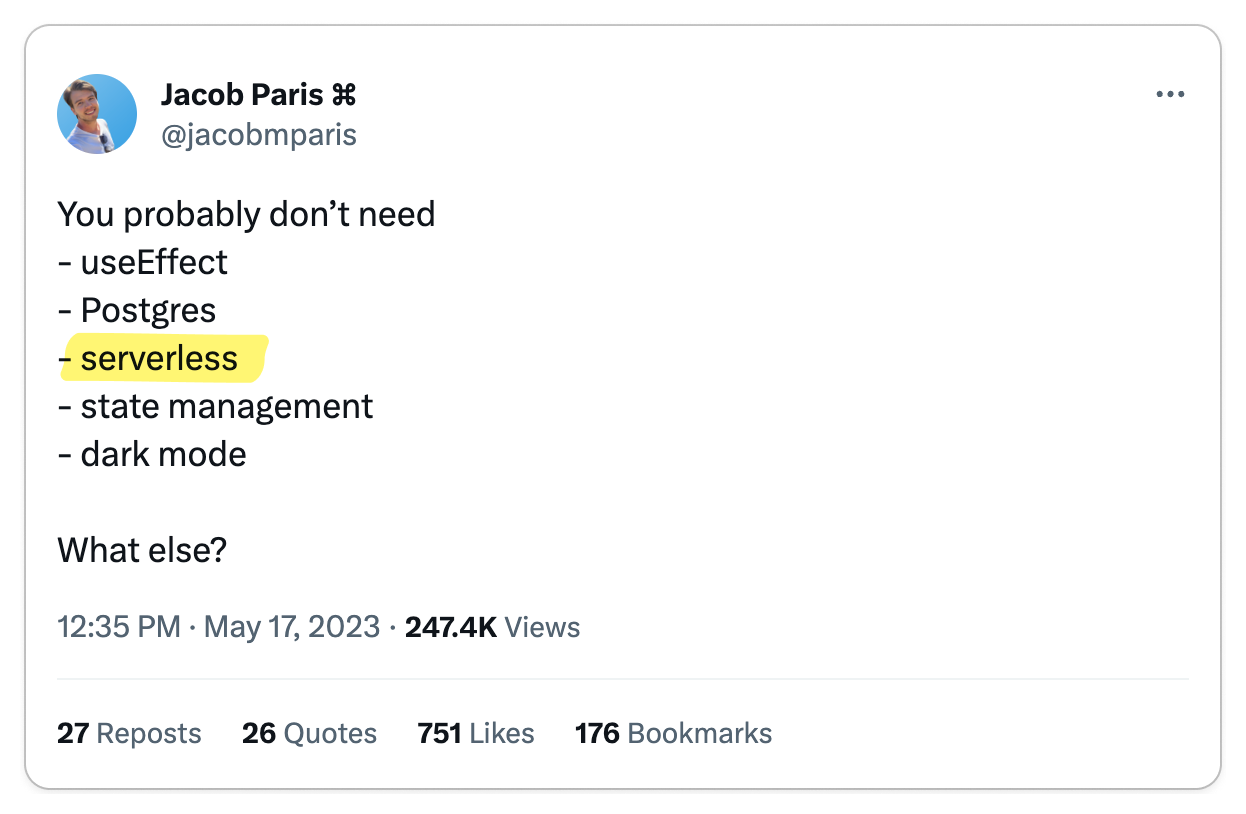 Jacob Paris ⌘
@jacobmparis
You probably don’t need
- useEffect
- Postgres
- serverless
- state management
- dark mode
What else?
12:35 PM · May 17, 2023 · 247.4K Views
27 Reposts 26 Quotes 751 Likes 176 Bookmarks